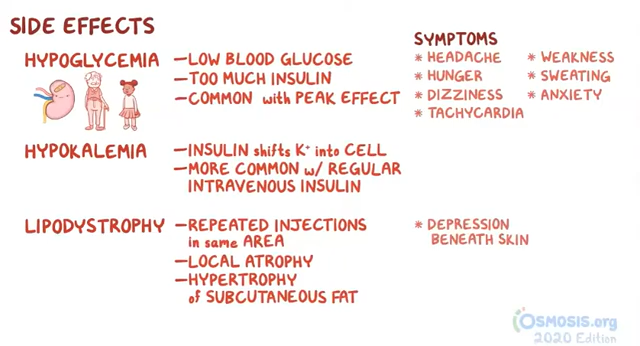 SIDE EFFECTS
HYPOGLYCEMIA
– LOW BLOOD GLUCOSE
– TOO MUCH INSULIN
– COMMON with PEAK EFFECT
SYMPTOMS
* HEADACHE
* HUNGER
* DIZZINESS
* TACHYCARDIA
* WEAKNESS
* SWEATING
* ANXIETY
HYPOKALEMIA
– INSULIN shifts K⁺ into CELL
– MORE COMMON w/ REGULAR
INTRAVENOUS INSULIN
LIPODYSTROPHY
– REPEATED INJECTIONS
in same AREA
– LOCAL ATROPHY
– HYPERTROPHY
of SUBCUTANEOUS FAT
* DEPRESSION
BENEATH SKIN
OSMOSIS.org
2020 Edition